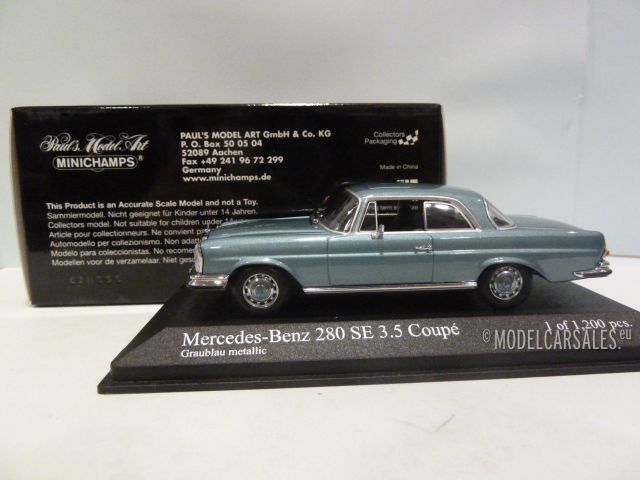 Paul's Model Art
MINICHAMPS®
PAUL'S MODEL ART GmbH & Co. KG
P. O. Box 50 05 04
52089 Aachen
Fax +49 241 96 72 299
Germany
www.minichamps.de
Collectors
Packaging
Made in China
This Product is an Accurate Scale Model and not a Toy.
Sammlermodell. Nicht geeignet für Kinder unter 14 Jahren.
Collectors model. Not suitable for children under
Article pour collectionneurs. Ne convient
Automodello per collezionismo. Non
Modelo para coleccionistas. No
Modellen voor de verzamelaar. Niet
Mercedes-Benz 280 SE 3.5 Coupé
1 of 1,200 pcs.
Graublau metallic
© MODELCARSALES.eu